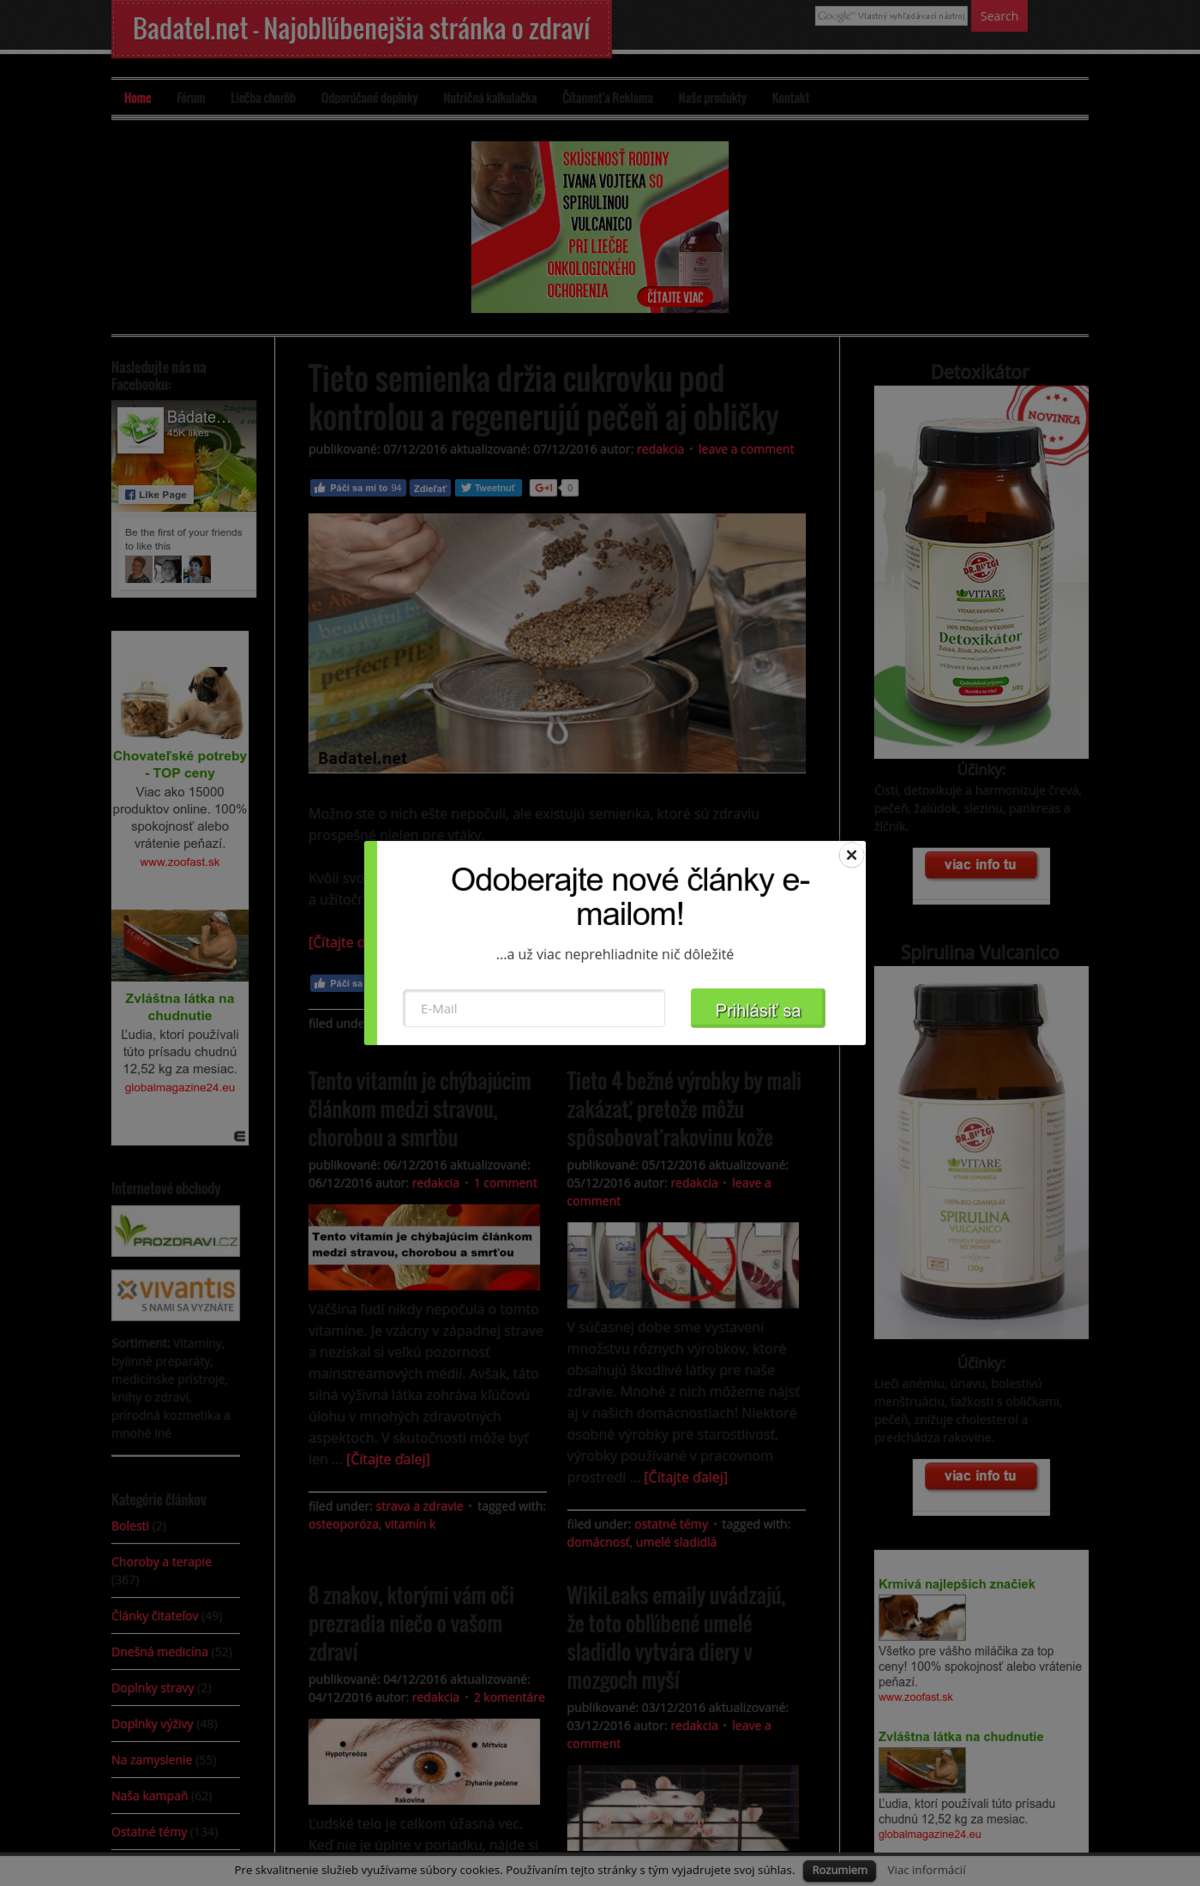 Badatel.net - Najobľúbenejšia stránka o zdraví
Google™ Vlastný vyhľadávací nástroj
Search
Home Fórum Liečba chorôb Odporúčané doplnky Nutričná kalkulačka Čítanosť a Reklama Naše produkty Kontakt
SKÚSENOSŤ RODINY
IVANA VOJTEKA SO
SPIRULINOU
VULCANICO
PRI LIEČBE
ONKOLOGICKÉHO
OCHORENIA
ČÍTAJTE VIAC
Nasledujte nás na
Facebooku:
Bádate...
45K likes
Like Page
Be the first of your friends
to like this
Chovateľské potreby
- TOP ceny
Viac ako 15000
produktov online. 100%
spokojnosť alebo
vrátenie peňazí.
www.zoofast.sk
Zvláštna látka na
chudnutie
Ľudia, ktorí používali
túto prísadu chudnú
12,52 kg za mesiac.
globalmagazine24.eu
Internetové obchody
PROZDRAVI.CZ
vivantis
S NAMI SA VYZNÁTE
Sortiment: Vitamíny,
bylinné preparáty,
medicínske prístroje,
knihy o zdraví,
prírodná kozmetika a
mnohé iné
Kategórie článkov
Bolesti (2)
Choroby a terapie
(367)
Články čitateľov (49)
Dnešná medicína (52)
Doplnky stravy (2)
Doplnky výživy (48)
Na zamyslenie (55)
Naša kampaň (62)
Ostatné témy (134)
Tieto semienka držia cukrovku pod
kontrolou a regenerujú pečeň aj obličky
publikované: 07/12/2016 aktualizované: 07/12/2016 autor: redakcia • leave a comment
Páči sa mi to 94 Zdieľať Tweetnuť G+1 0
beautiful
perfect PIE
Badatel.net
Možno ste o nich ešte nepočuli, ale existujú semienka, ktoré sú zdraviu
prospešné nielen pre vtáky.
Kvôli svo
a užitočn
[Čítajte ď
Páči sa
filed unde
Odoberajte nové články e-
mailom!
...a už viac neprehliadnite nič dôležité
E-Mail
Prihlásiť sa
Tento vitamín je chýbajúcim
článkom medzi stravou,
chorobou a smrťou
publikované: 06/12/2016 aktualizované:
06/12/2016 autor: redakcia • 1 comment
Tento vitamín je chýbajúcim článkom
medzi stravou, chorobou a smrťou
Väčšina ľudí nikdy nepočula o tomto
vitamíne. Je vzácny v západnej strave
a nezískal si veľkú pozornosť
mainstreamových médií. Avšak, táto
silná výživná látka zohráva kľúčovú
úlohu v mnohých zdravotných
aspektoch. V skutočnosti môže byť
len ... [Čítajte ďalej]
filed under: strava a zdravie • tagged with:
osteoporóza, vitamín k
Tieto 4 bežné výrobky by mali
zakázať, pretože môžu
spôsobovať rakovinu kože
publikované: 05/12/2016 aktualizované:
05/12/2016 autor: redakcia • leave a
comment
V súčasnej dobe sme vystavení
množstvu rôznych výrobkov, ktoré
obsahujú škodlivé látky pre naše
zdravie. Mnohé z nich môžeme nájsť
aj v našich domácnostiach! Niektoré
osobné výrobky pre starostlivosť,
výrobky používané v pracovnom
prostredí ... [Čítajte ďalej]
filed under: ostatné témy • tagged with:
domácnosť, umelé sladidlá
8 znakov, ktorými vám oči
prezradia niečo o vašom
zdraví
publikované: 04/12/2016 aktualizované:
04/12/2016 autor: redakcia • 2 komentáre
Hypotyreóza
Mŕtvica
Zlyhanie pečene
Rakovina
Ľudské telo je celkom úžasná vec.
Keď nie je úplne v poriadku, nájde si
WikiLeaks emaily uvádzajú,
že toto obľúbené umelé
sladidlo vytvára diery v
mozgoch myší
publikované: 03/12/2016 aktualizované:
03/12/2016 autor: redakcia • leave a
comment
Detoxikátor
NOVINKA
DR.BUZGI
VITARE
Detoxikátor
Účinky:
Čistí, detoxikuje a harmonizuje črevá,
pečeň, žalúdok, slezinu, pankreas a
žlčník.
viac info tu
Spirulina Vulcanico
DR.BUZGI
VITARE
SPIRULINA
VULCANICO
120g
Účinky:
Lieči anémiu, únavu, bolestivú
menštruáciu, ťažkosti s obličkami,
pečeň, znižuje cholesterol a
predchádza rakovine.
viac info tu
Krmivá najlepších značiek
Všetko pre vášho miláčika za top
ceny! 100% spokojnosť alebo vrátenie
peňazí.
www.zoofast.sk
Zvláštna látka na chudnutie
Ľudia, ktorí používali túto prísadu
chudnú 12,52 kg za mesiac.
globalmagazine24.eu
Pre skvalitnenie služieb využívame súbory cookies. Používaním tejto stránky s tým vyjadrujete svoj súhlas. Rozumiem Viac informácií